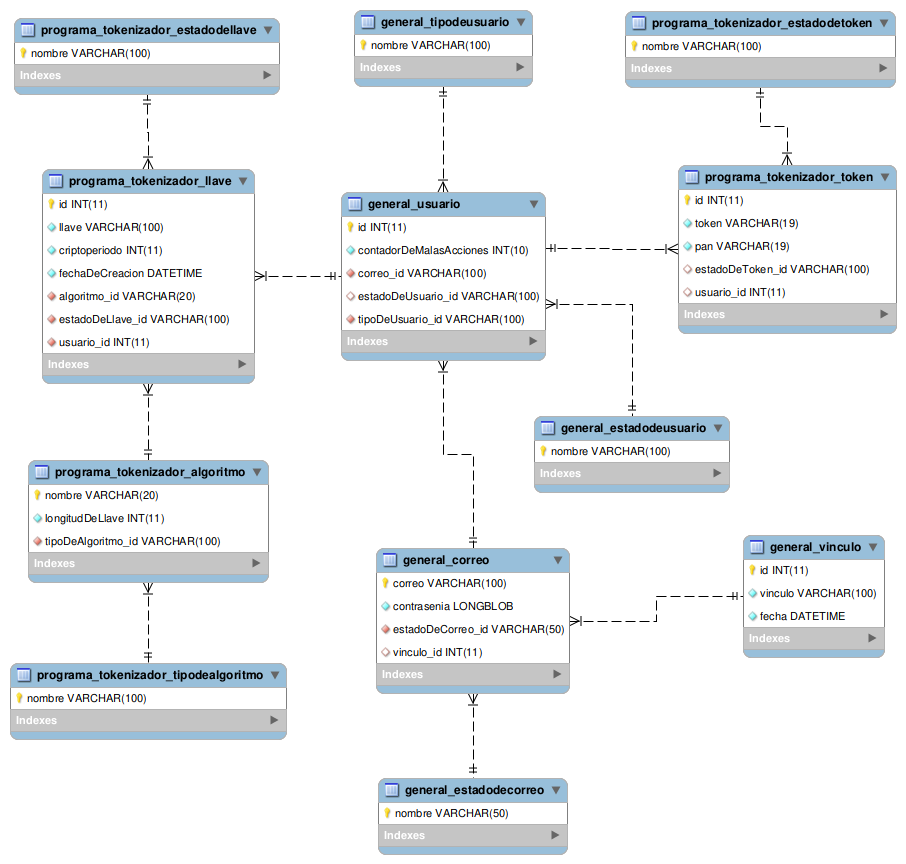 programa_tokenizador_estadodellave
nombre VARCHAR(100)
Indexes
general_tipodeusuario
nombre VARCHAR(100)
Indexes
programa_tokenizador_estadodetoken
nombre VARCHAR(100)
Indexes
programa_tokenizador_llave
id INT(11)
llave VARCHAR(100)
criptoperiodo INT(11)
fechaDeCreacion DATETIME
algoritmo_id VARCHAR(20)
estadoDeLlave_id VARCHAR(100)
usuario_id INT(11)
Indexes
general_usuario
id INT(11)
contadorDeMalasAcciones INT(10)
correo_id VARCHAR(100)
estadoDeUsuario_id VARCHAR(100)
tipoDeUsuario_id VARCHAR(100)
Indexes
programa_tokenizador_token
id INT(11)
token VARCHAR(19)
pan VARCHAR(19)
estadoDeToken_id VARCHAR(100)
usuario_id INT(11)
Indexes
general_estadodeusuario
nombre VARCHAR(100)
Indexes
programa_tokenizador_algoritmo
nombre VARCHAR(20)
longitudDeLlave INT(11)
tipoDeAlgoritmo_id VARCHAR(100)
Indexes
general_correo
correo VARCHAR(100)
contrasenia LONGBLOB
estadoDeCorreo_id VARCHAR(50)
vinculo_id INT(11)
Indexes
general_vinculo
id INT(11)
vinculo VARCHAR(100)
fecha DATETIME
Indexes
programa_tokenizador_tipodealgoritmo
nombre VARCHAR(100)
Indexes
general_estadodecorreo
nombre VARCHAR(50)
Indexes